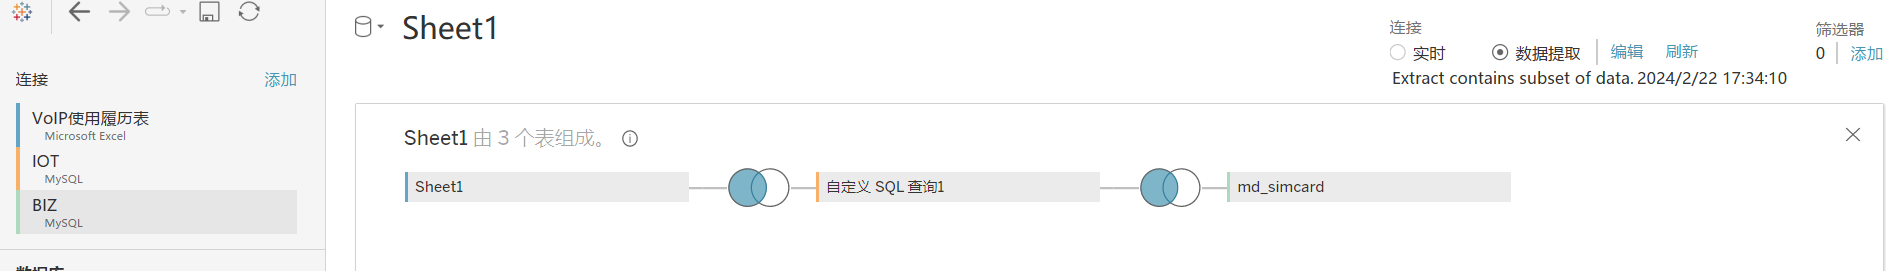 Sheet1
连接
实时
数据提取
编辑
刷新
Extract contains subset of data. 2024/2/22 17:34:10
筛选器
0
添加
连接
添加
VoIP使用履历表
Microsoft Excel
IOT
MySQL
BIZ
MySQL
数据库
Sheet1 由 3 个表组成。
Sheet1
自定义 SQL 查询1
md_simcard